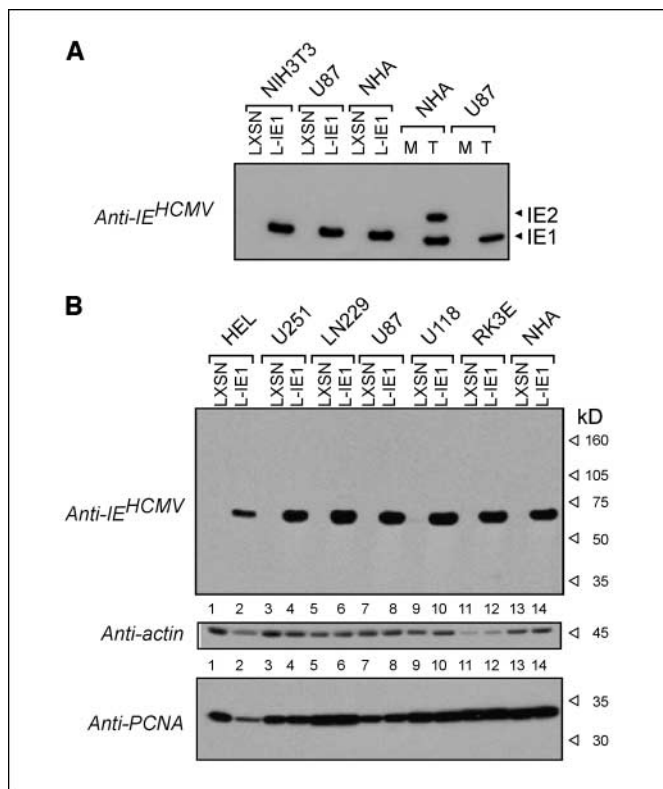 A
NIH3T3 U87 NHA NHA U87
LXSN L-IE1 LXSN L-IE1 LXSN L-IE1 M T M T
Anti-IE^HCMV
◄ IE2
◄ IE1
B
HEL U251 LN229 U87 U118 RK3E NHA
LXSN L-IE1 LXSN L-IE1 LXSN L-IE1 LXSN L-IE1 LXSN L-IE1 LXSN L-IE1 LXSN L-IE1
kD
160
105
75
Anti-IE^HCMV
50
35
1 2 3 4 5 6 7 8 9 10 11 12 13 14
Anti-actin
45
1 2 3 4 5 6 7 8 9 10 11 12 13 14
35
Anti-PCNA
30